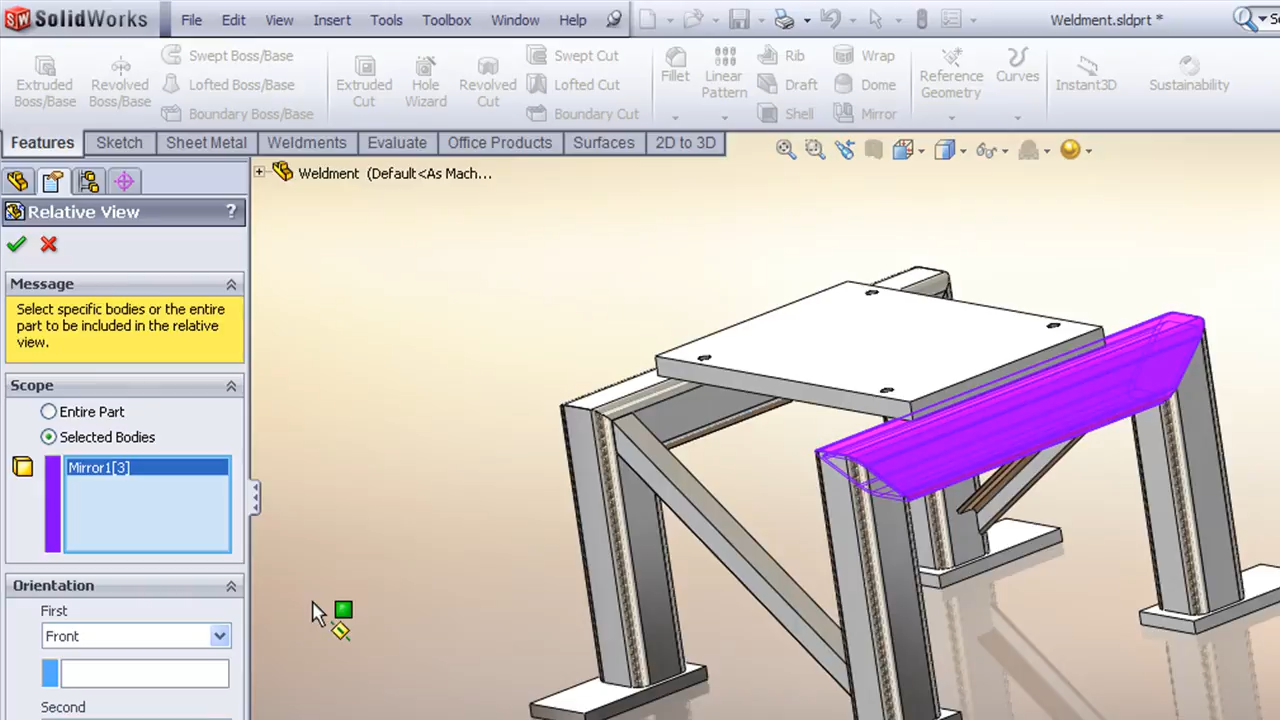 SolidWorks File Edit View Insert Tools Toolbox Window Help Weldment.sldprt *
Extruded Boss/Base Revolved Boss/Base Swept Boss/Base Lofted Boss/Base Boundary Boss/Base Extruded Cut Hole Wizard Revolved Cut Swept Cut Lofted Cut Boundary Cut Fillet Linear Pattern Rib Draft Shell Wrap Dome Mirror Reference Geometry Curves Instant3D Sustainability
Features Sketch Sheet Metal Weldments Evaluate Office Products Surfaces 2D to 3D
Weldment (Default<As Mach...
Relative View ?
Message
Select specific bodies or the entire
part to be included in the relative
view.
Scope
Entire Part
Selected Bodies
Mirror1[3]
Orientation
First
Front
Second